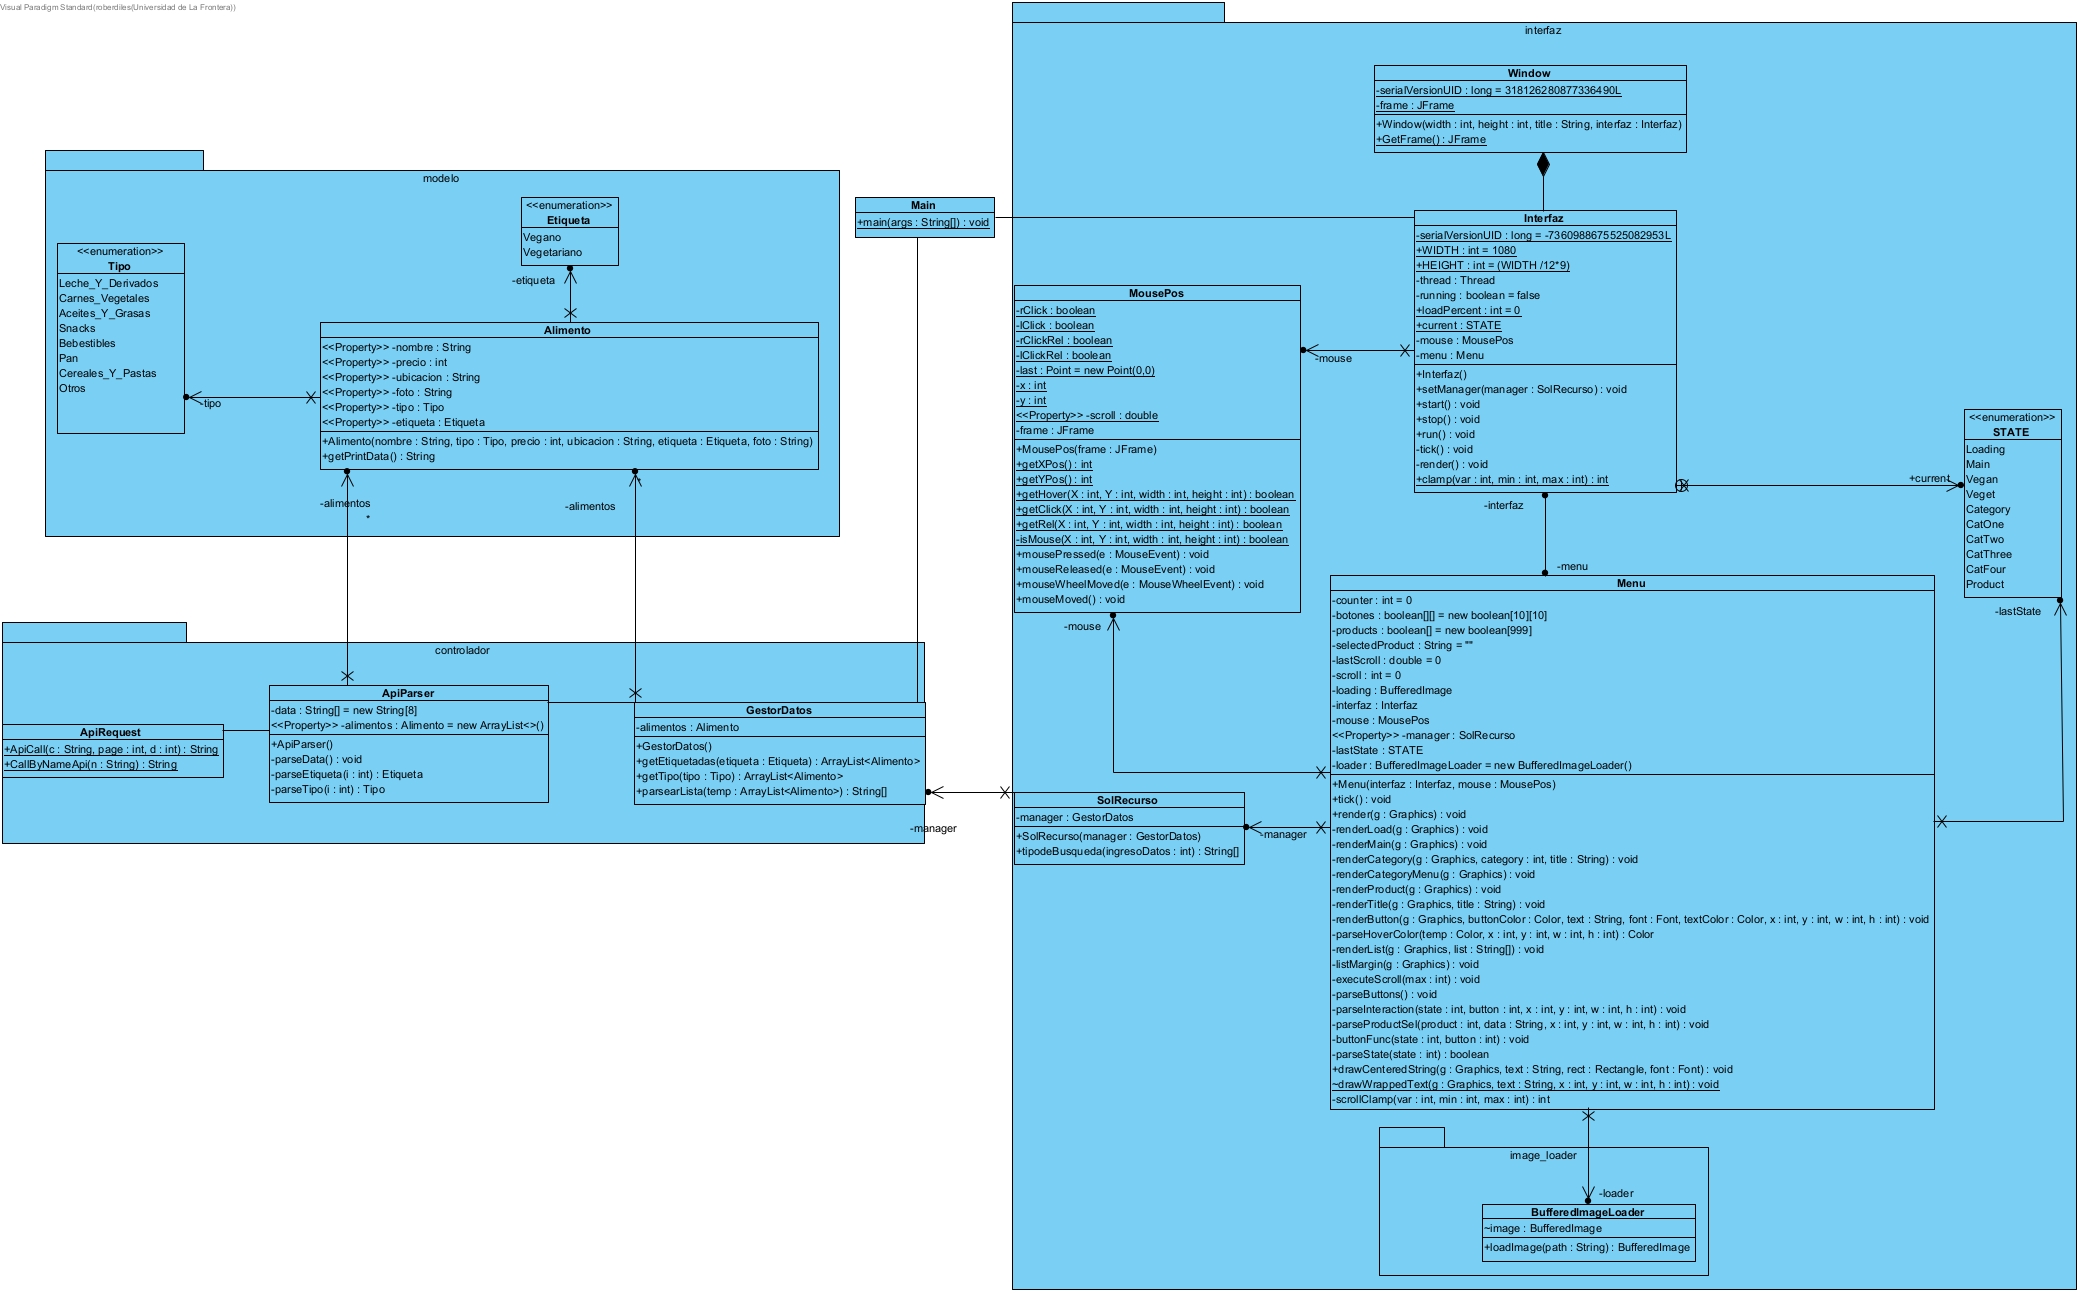 Visual Paradigm Standard(roberdiles(Universidad de La Frontera))
modelo
<<enumeration>>
Tipo
Leche_Y_Derivados
Carnes_Vegetales
Aceites_Y_Grasas
Snacks
Bebestibles
Pan
Cereales_Y_Pastas
Otros
-tipo
<<enumeration>>
Etiqueta
Vegano
Vegetariano
-etiqueta
Alimento
<<Property>> -nombre : String
<<Property>> -precio : int
<<Property>> -ubicacion : String
<<Property>> -foto : String
<<Property>> -tipo : Tipo
<<Property>> -etiqueta : Etiqueta
+Alimento(nombre : String, tipo : Tipo, precio : int, ubicacion : String, etiqueta : Etiqueta, foto : String)
+getPrintData() : String
-alimentos
*
-alimentos
*
Main
+main(args : String[]) : void
controlador
ApiRequest
+ApiCall(c : String, page : int, d : int) : String
+CallByNameApi(n : String) : String
ApiParser
-data : String[] = new String[8]
<<Property>> -alimentos : Alimento = new ArrayList<>()
+ApiParser()
-parseData() : void
-parseEtiqueta(i : int) : Etiqueta
-parseTipo(i : int) : Tipo
GestorDatos
-alimentos : Alimento
+GestorDatos()
+getEtiquetadas(etiqueta : Etiqueta) : ArrayList<Alimento>
+getTipo(tipo : Tipo) : ArrayList<Alimento>
+parsearLista(temp : ArrayList<Alimento>) : String[]
-manager
interfaz
Window
-serialVersionUID : long = 318126280877336490L
-frame : JFrame
+Window(width : int, height : int, title : String, interfaz : Interfaz)
+GetFrame() : JFrame
Interfaz
-serialVersionUID : long = -7360988675525082953L
+WIDTH : int = 1080
+HEIGHT : int = (WIDTH /12*9)
-thread : Thread
-running : boolean = false
+loadPercent : int = 0
+current : STATE
-mouse : MousePos
-menu : Menu
+Interfaz()
+setManager(manager : SolRecurso) : void
+start() : void
+stop() : void
+run() : void
-tick() : void
-render() : void
+clamp(var : int, min : int, max : int) : int
MousePos
-rClick : boolean
-lClick : boolean
-rClickRel : boolean
-lClickRel : boolean
-last : Point = new Point(0,0)
-x : int
-y : int
<<Property>> -scroll : double
-frame : JFrame
+MousePos(frame : JFrame)
+getXPos() : int
+getYPos() : int
+getHover(X : int, Y : int, width : int, height : int) : boolean
+getClick(X : int, Y : int, width : int, height : int) : boolean
+getRel(X : int, Y : int, width : int, height : int) : boolean
-isMouse(X : int, Y : int, width : int, height : int) : boolean
+mousePressed(e : MouseEvent) : void
+mouseReleased(e : MouseEvent) : void
+mouseWheelMoved(e : MouseWheelEvent) : void
+mouseMoved() : void
-mouse
-mouse
-interfaz
-menu
+current
<<enumeration>>
STATE
Loading
Main
Vegan
Veget
Category
CatOne
CatTwo
CatThree
CatFour
Product
-lastState
Menu
-counter : int = 0
-botones : boolean[][] = new boolean[10][10]
-products : boolean[] = new boolean[999]
-selectedProduct : String = ""
-lastScroll : double = 0
-scroll : int = 0
-loading : BufferedImage
-interfaz : Interfaz
-mouse : MousePos
<<Property>> -manager : SolRecurso
-lastState : STATE
-loader : BufferedImageLoader = new BufferedImageLoader()
+Menu(interfaz : Interfaz, mouse : MousePos)
+tick() : void
+render(g : Graphics) : void
-renderLoad(g : Graphics) : void
-renderMain(g : Graphics) : void
-renderCategory(g : Graphics, category : int, title : String) : void
-renderCategoryMenu(g : Graphics) : void
-renderProduct(g : Graphics) : void
-renderTitle(g : Graphics, title : String) : void
-renderButton(g : Graphics, buttonColor : Color, text : String, font : Font, textColor : Color, x : int, y : int, w : int, h : int) : void
-parseHoverColor(temp : Color, x : int, y : int, w : int, h : int) : Color
-renderList(g : Graphics, list : String[]) : void
-listMargin(g : Graphics) : void
-executeScroll(max : int) : void
-parseButtons() : void
-parseInteraction(state : int, button : int, x : int, y : int, w : int, h : int) : void
-parseProductSel(product : int, data : String, x : int, y : int, w : int, h : int) : void
-buttonFunc(state : int, button : int) : void
-parseState(state : int) : boolean
+drawCenteredString(g : Graphics, text : String, rect : Rectangle, font : Font) : void
~drawWrappedText(g : Graphics, text : String, x : int, y : int, w : int, h : int) : void
-scrollClamp(var : int, min : int, max : int) : int
SolRecurso
-manager : GestorDatos
+SolRecurso(manager : GestorDatos)
+tipodeBusqueda(ingresoDatos : int) : String[]
-manager
image_loader
-loader
BufferedImageLoader
~image : BufferedImage
+loadImage(path : String) : BufferedImage